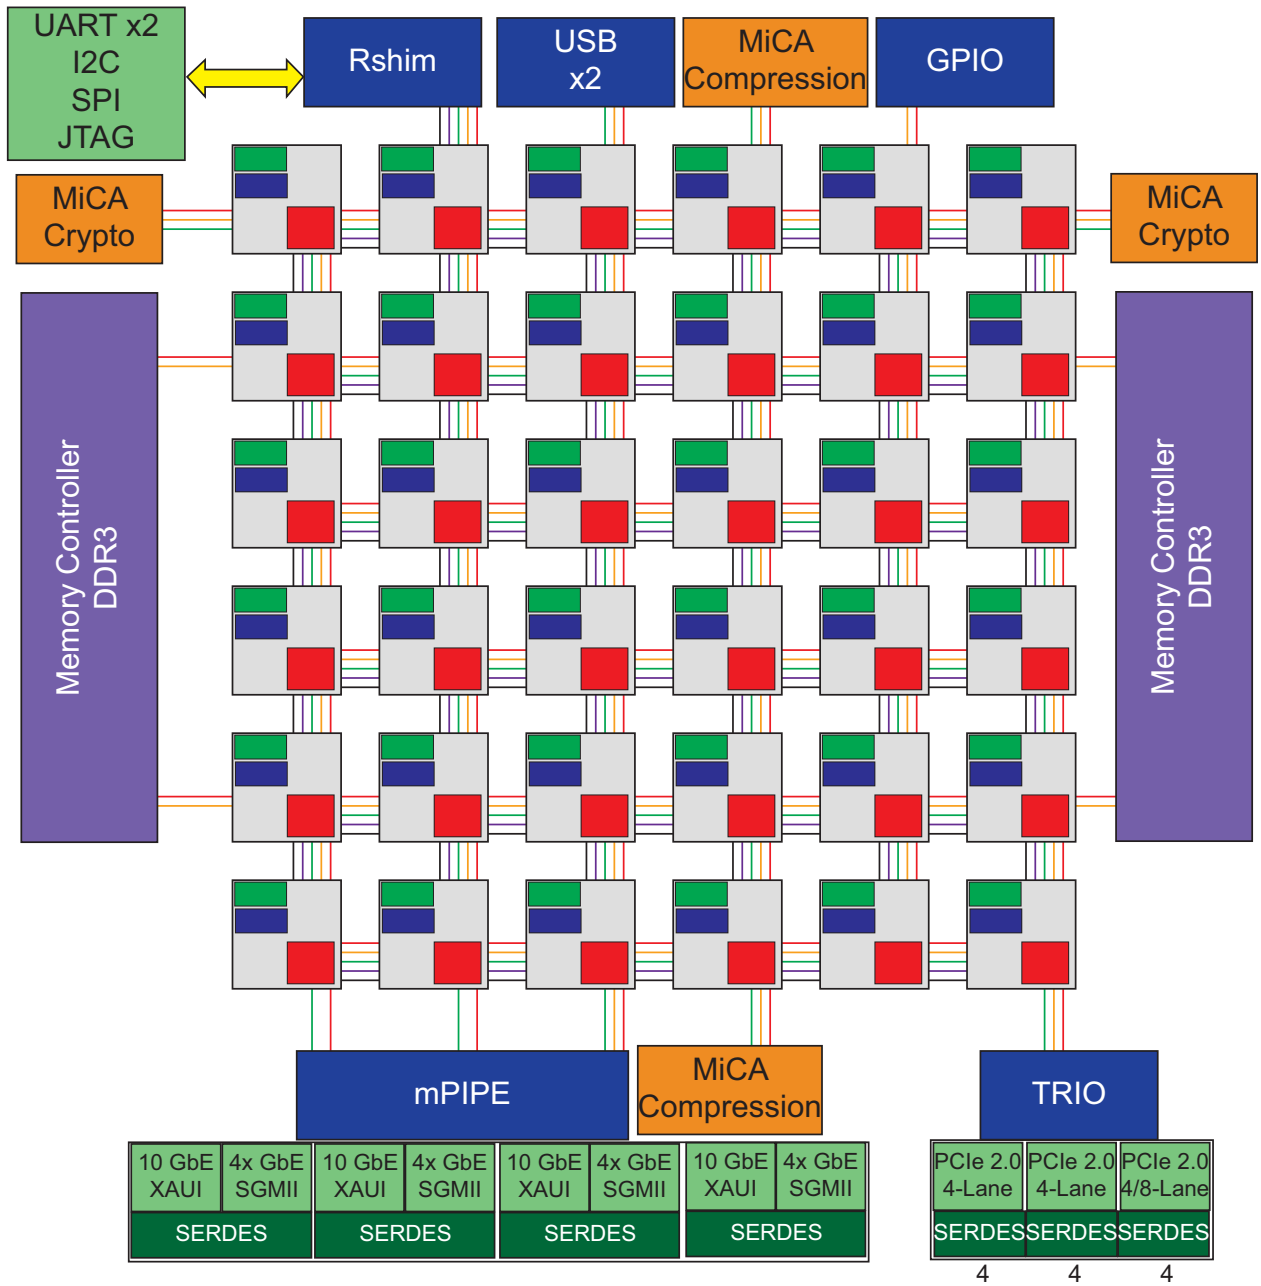 UART x2
I2C
SPI
JTAG
Rshim
USB
x2
MiCA
Compression
GPIO
MiCA
Crypto
MiCA
Crypto
Memory Controller
DDR3
Memory Controller
DDR3
mPIPE
MiCA
Compression
TRIO
10 GbE
XAUI
4x GbE
SGMII
10 GbE
XAUI
4x GbE
SGMII
10 GbE
XAUI
4x GbE
SGMII
10 GbE
XAUI
4x GbE
SGMII
SERDES
SERDES
SERDES
SERDES
PCIe 2.0
4-Lane
PCIe 2.0
4-Lane
PCIe 2.0
4/8-Lane
SERDES
SERDES
SERDES
4
4
4